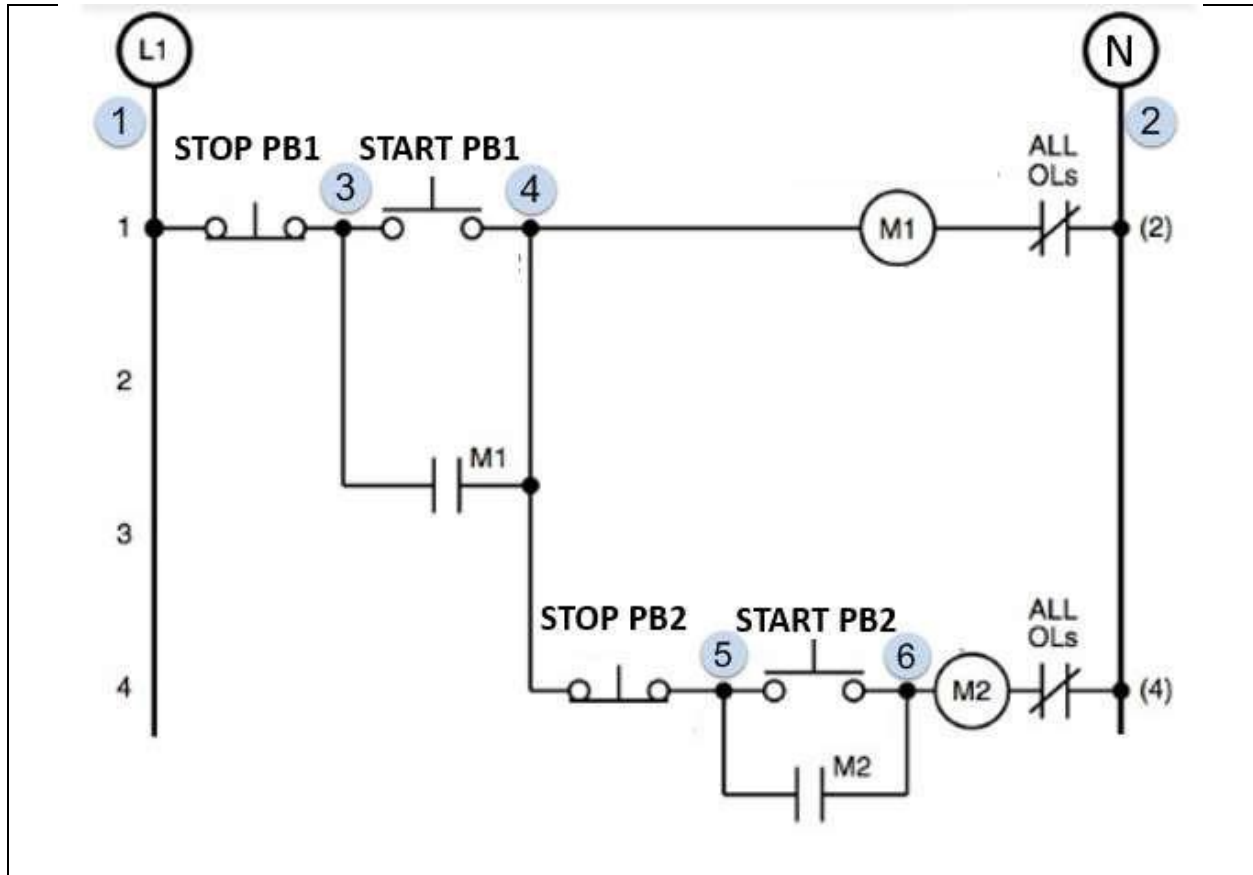 L1
N
1
2
STOP PB1
START PB1
3
4
ALL
OLs
1
M1
(2)
2
M1
3
STOP PB2
START PB2
ALL
OLs
5
6
4
M2
(4)
M2